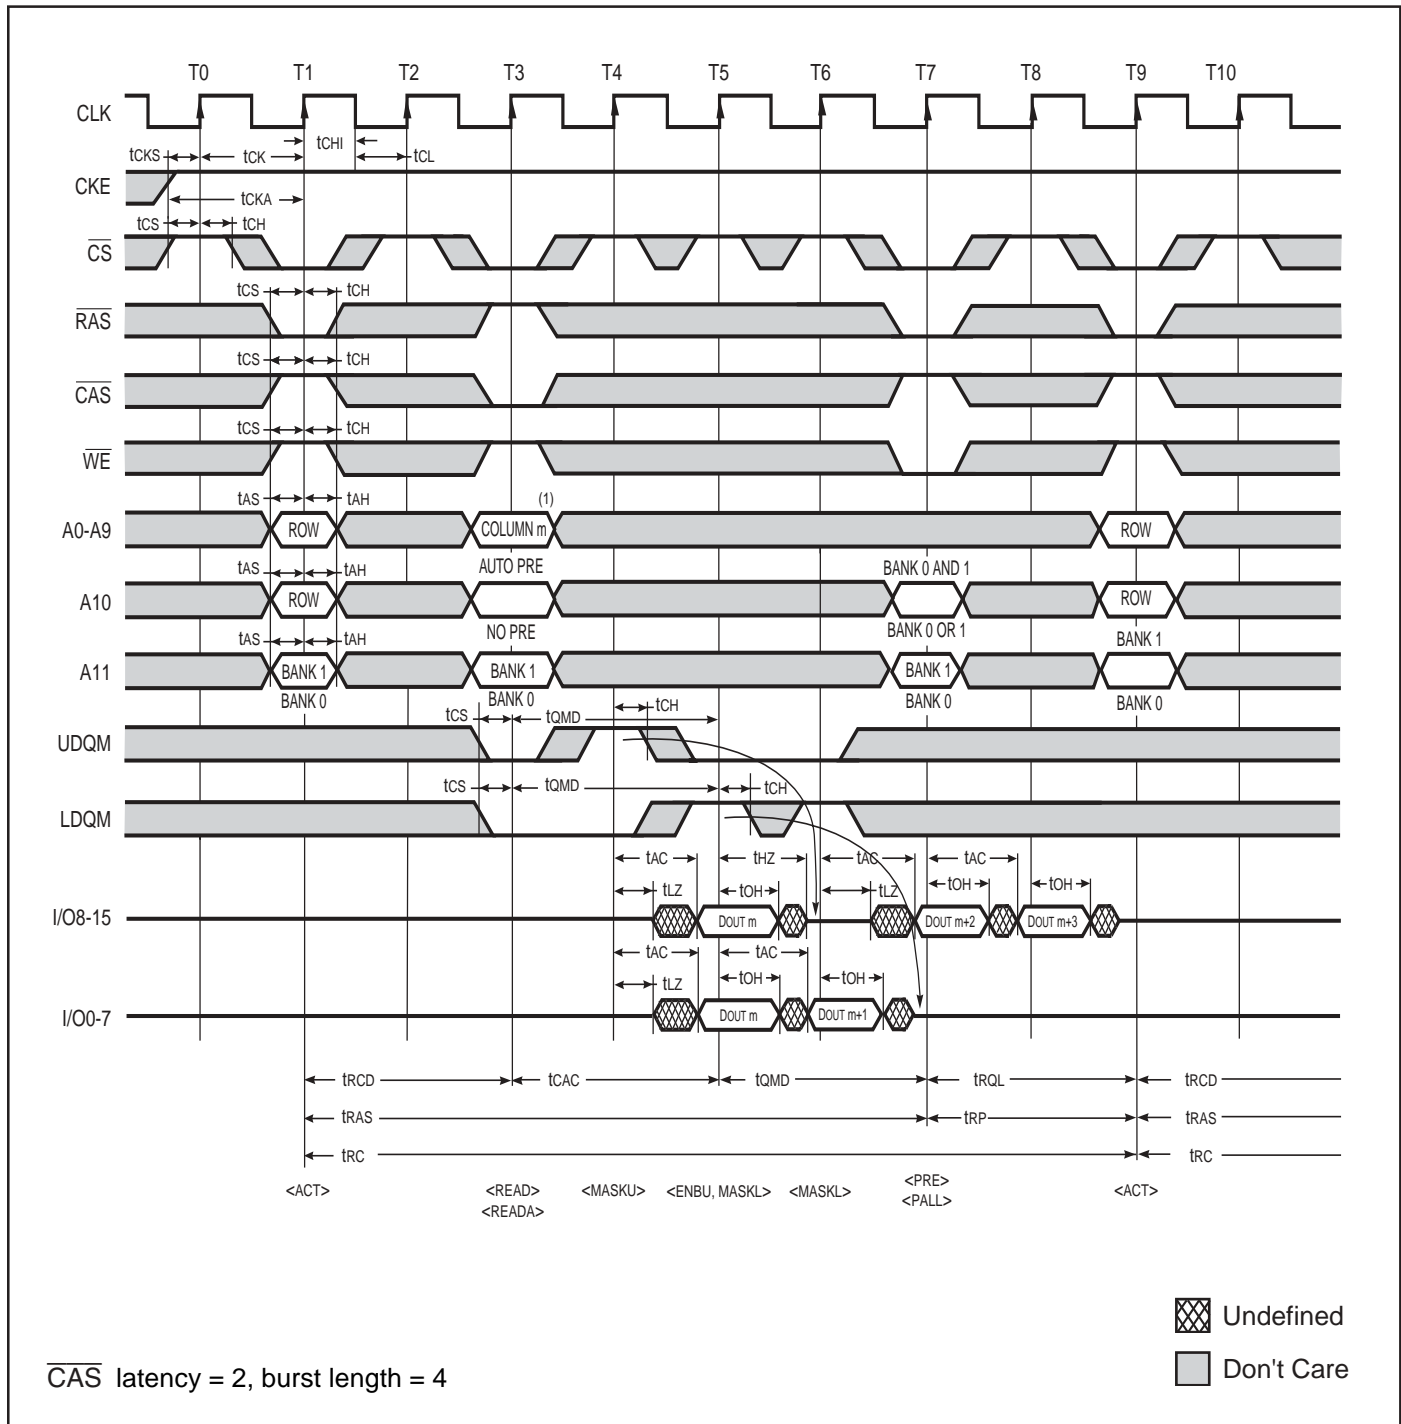 T0 T1 T2 T3 T4 T5 T6 T7 T8 T9 T10
CLK
tCHI
tCKS tCK tCL
CKE
tCKA
tCS tCH
CS
tCS tCH
RAS
tCS tCH
CAS
tCS tCH
WE
tAS tAH (1)
A0-A9 ROW COLUMN m ROW
tAS tAH AUTO PRE BANK 0 AND 1
A10 ROW ROW
tAS tAH NO PRE BANK 0 OR 1 BANK 1
A11 BANK 1 BANK 1 BANK 1
BANK 0 BANK 0 BANK 0 BANK 0
tCS tQMD tCH
UDQM
tCS tQMD tCH
LDQM
tAC tHZ tAC tAC
tLZ tOH tLZ tOH tOH
I/O8-15 DOUT m DOUT m+2 DOUT m+3
tAC tAC
tLZ tOH tOH
I/O0-7 DOUT m DOUT m+1
tRCD tCAC tQMD tRQL tRCD
tRAS tRP tRAS
tRC tRC
<ACT> <READ> <MASKU> <ENBU, MASKL> <MASKL> <PRE> <ACT>
<READA> <PALL>
Undefined
Don't Care
CAS latency = 2, burst length = 4